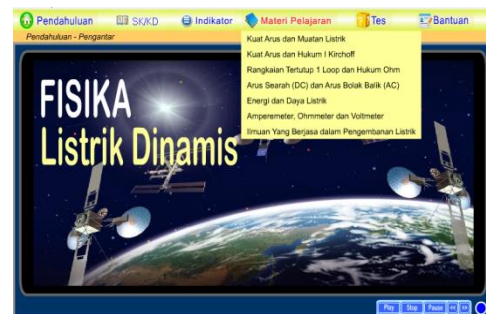 Pendahuluan SK/KD Indikator Materi Pelajaran Tes Bantuan
Pendahuluan - Pengantar
Kuat Arus dan Muatan Listrik
Kuat Arus dan Hukum I Kirchoff
Rangkaian Tertutup 1 Loop dan Hukum Ohm
Arus Searah (DC) dan Arus Bolak Balik (AC)
Energi dan Daya Listrik
Amperemeter, Ohmmeter dan Voltmeter
Ilmuan Yang Berjasa dalam Pengembanan Listrik
FISIKA
Listrik Dinamis
Play Stop Pause << >>